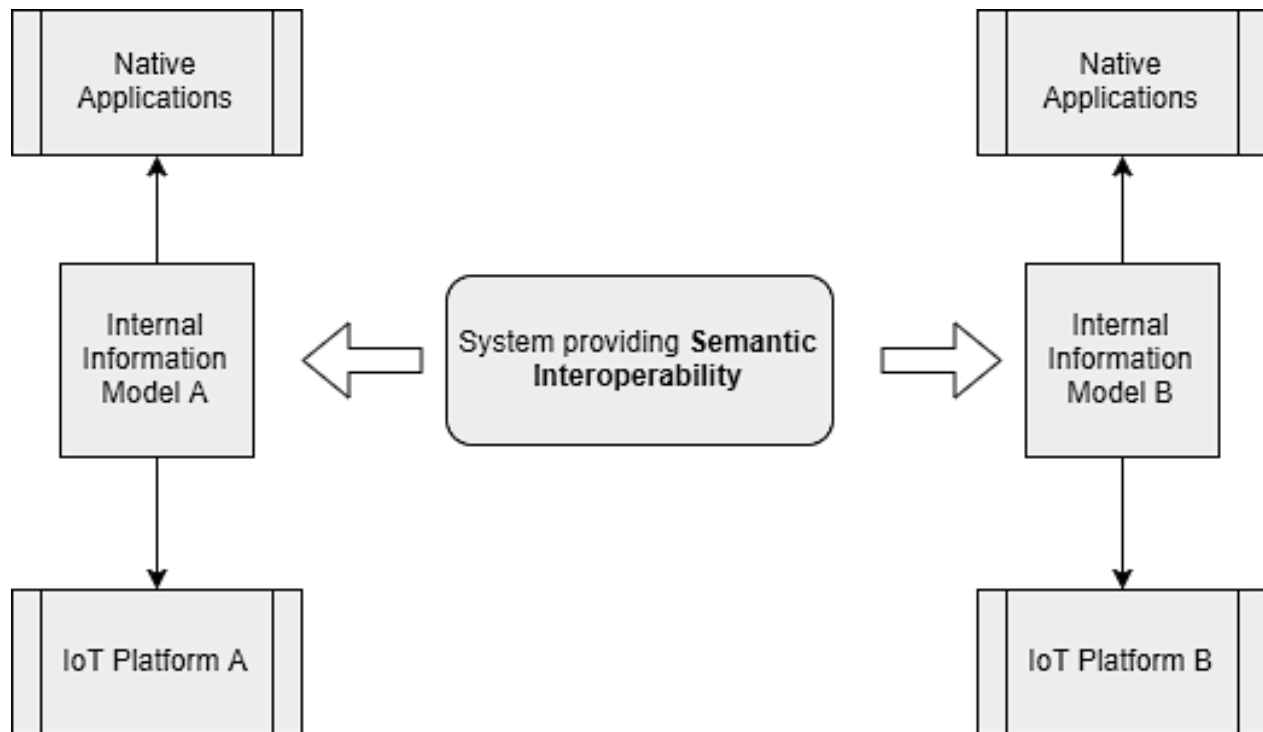 Native
Applications
Native
Applications
Internal
Information
Model A
System providing Semantic
Interoperability
Internal
Information
Model B
IoT Platform A
IoT Platform B